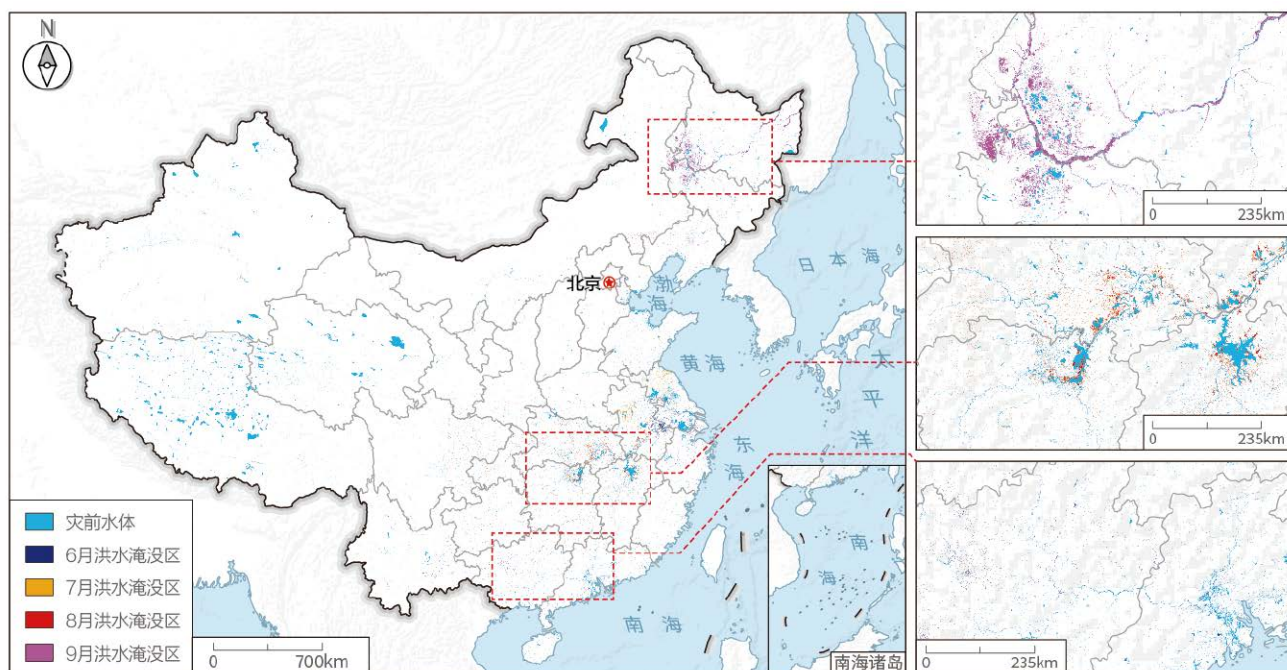 N
北京
渤海
黄海
日本海
太平洋
东海
南海
灾前水体
6月洪水淹没区
7月洪水淹没区
8月洪水淹没区
9月洪水淹没区
0 700km
南海
南海诸岛
0 235km
0 235km
0 235km